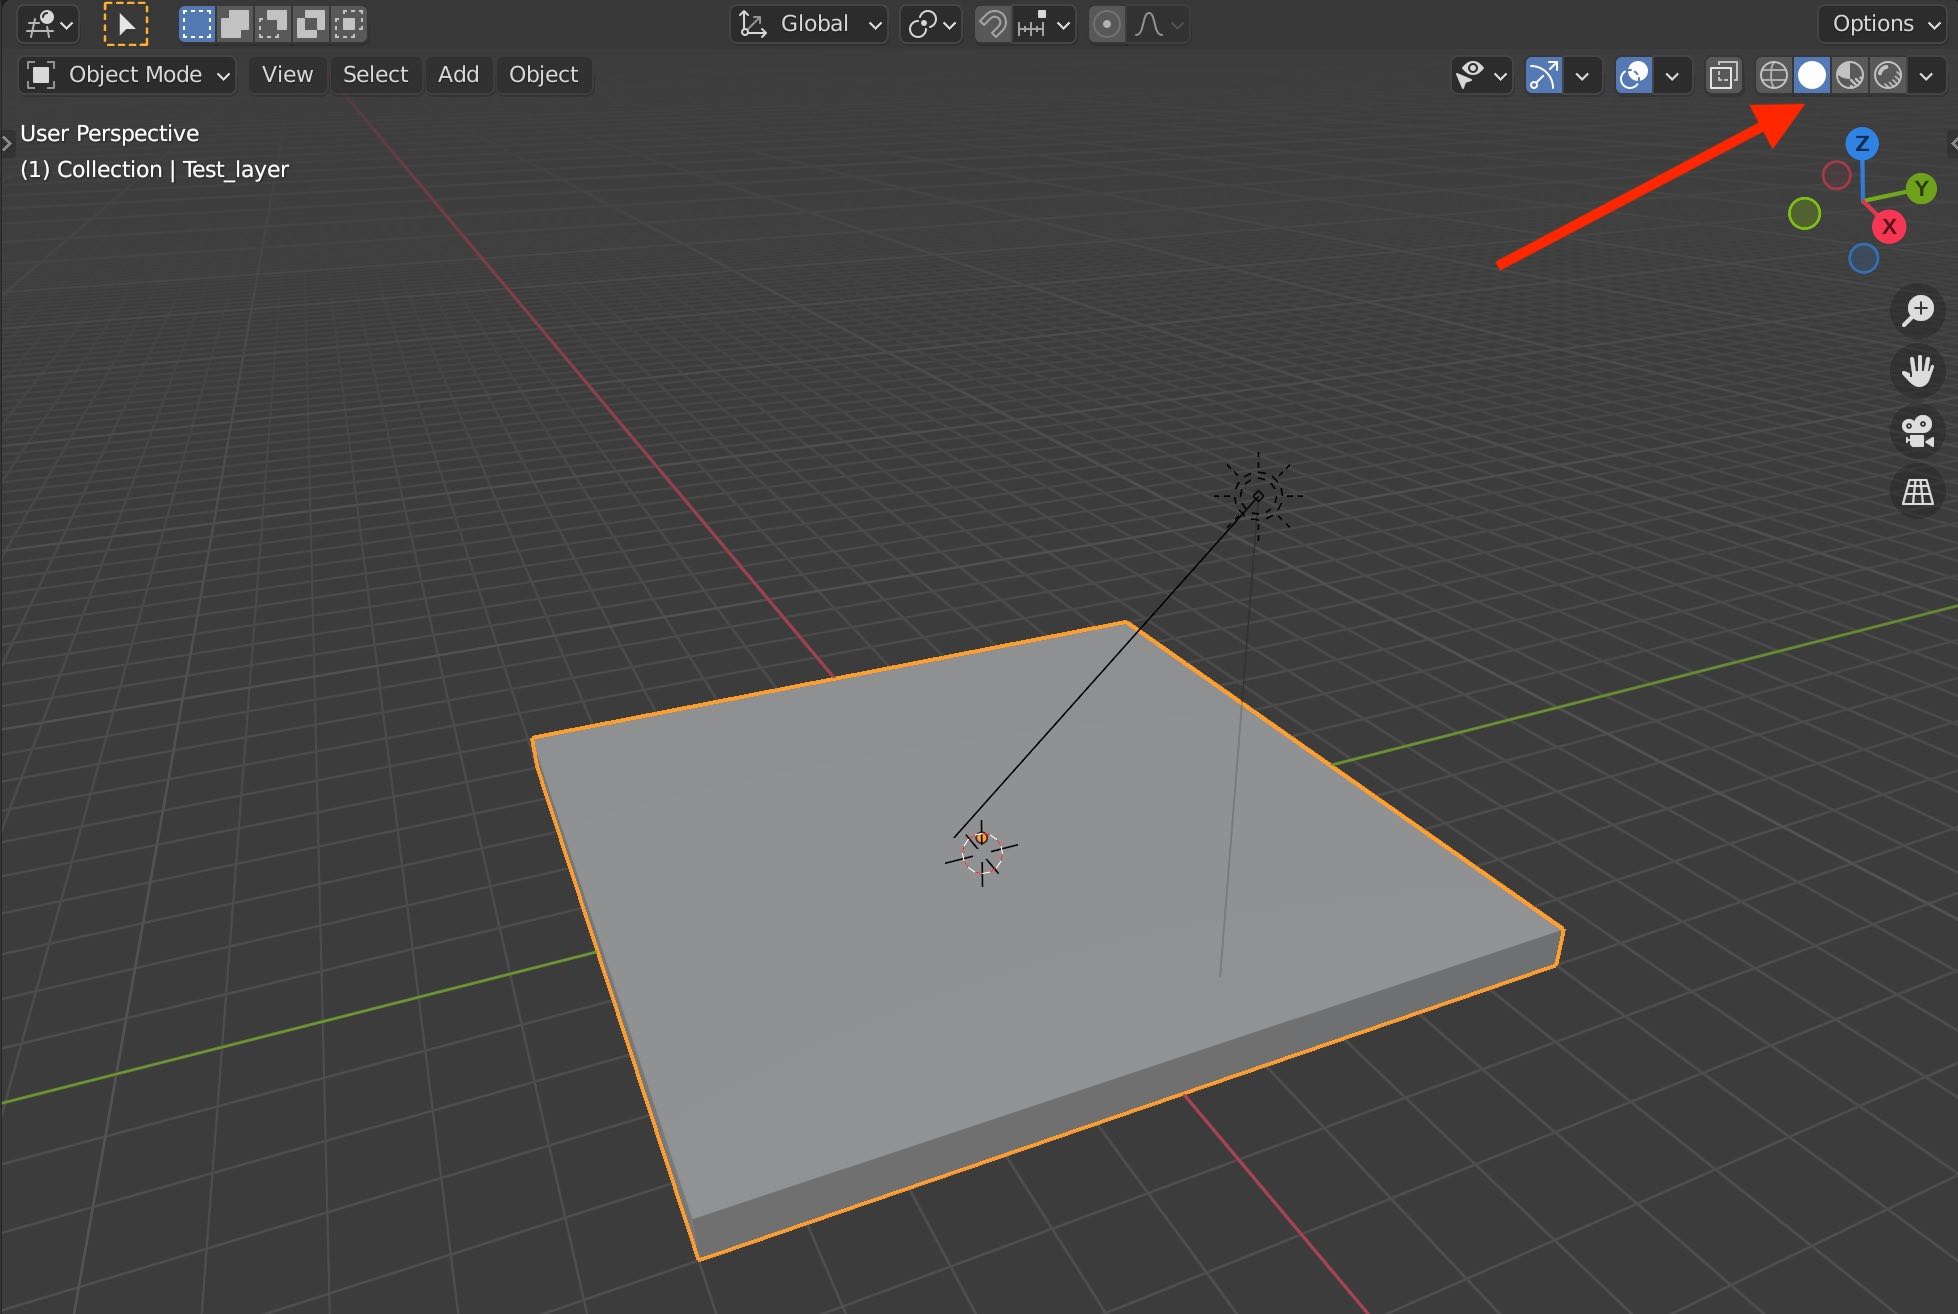 Global
Options
Object Mode
View
Select
Add
Object
User Perspective
(1) Collection | Test_layer
Z
Y
X